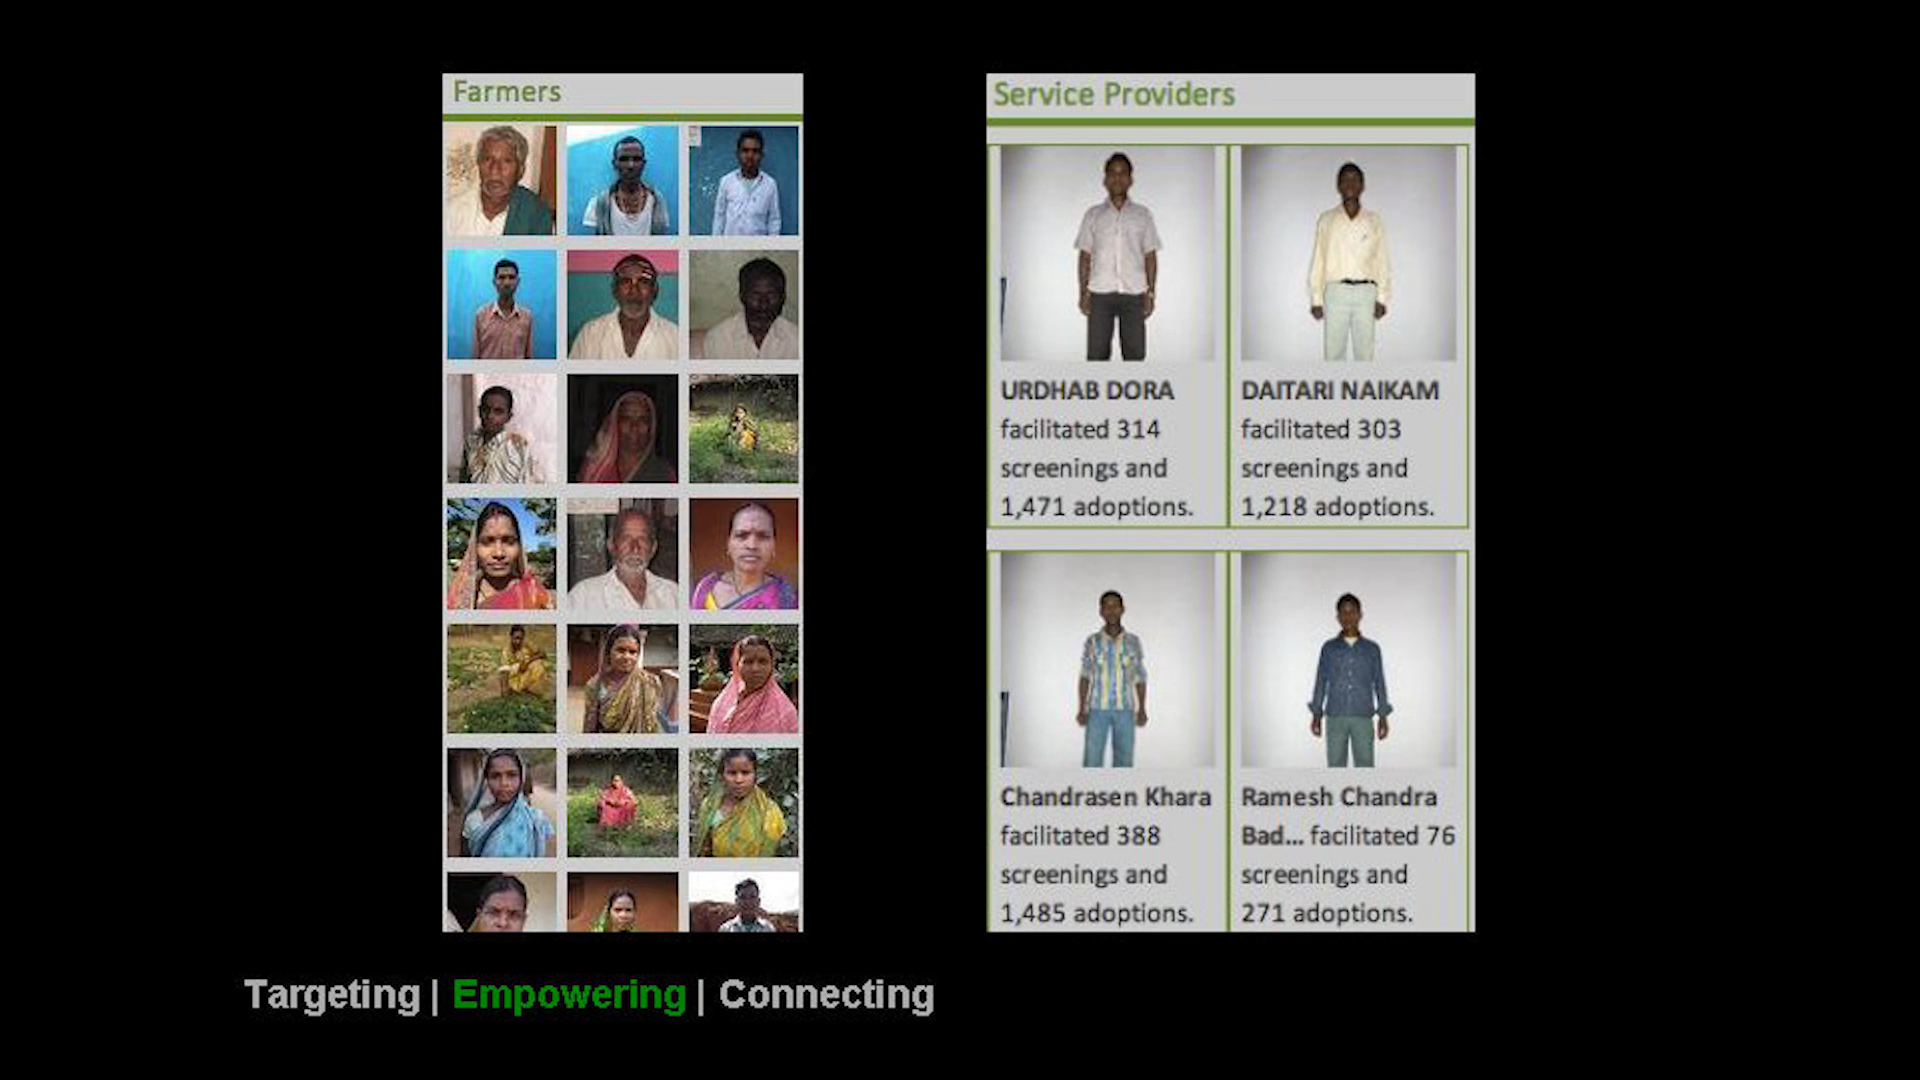 Farmers
Service Providers
URDHAB DORA
facilitated 314
screenings and
1,471 adoptions.
DAITARI NAIKAM
facilitated 303
screenings and
1,218 adoptions.
Chandrasen Khara
facilitated 388
screenings and
1,485 adoptions.
Ramesh Chandra
Bad... facilitated 76
screenings and
271 adoptions.
Targeting | Empowering | Connecting